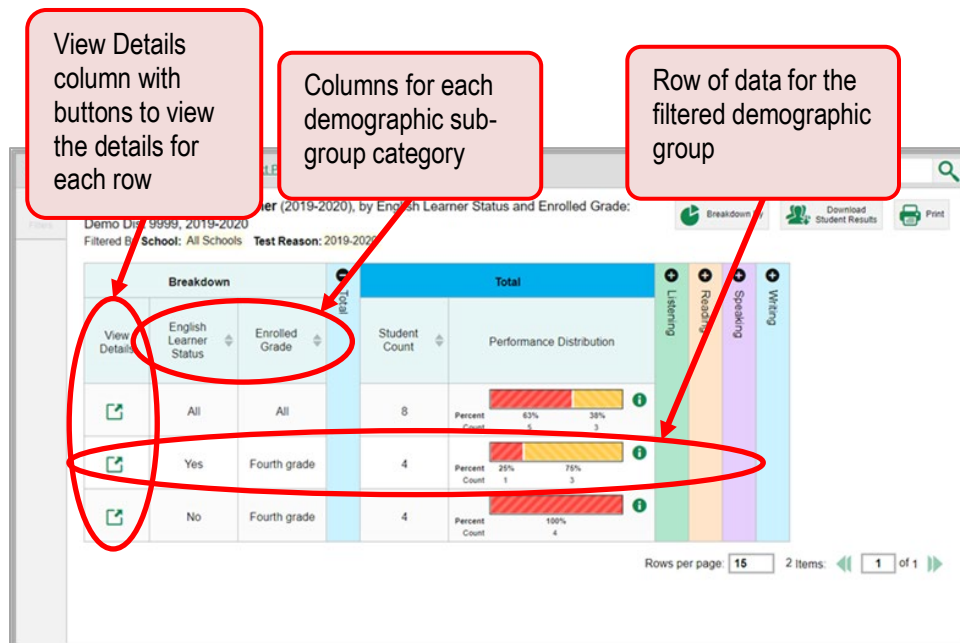 View Details
column with
buttons to view
the details for
each row
Columns for each
demographic sub-
group category
Row of data for the
filtered demographic
group
(2019-2020), by English Learner Status and Enrolled Grade:
Demo Dis 9999, 2019-2020
Filtered By School: All Schools Test Reason: 2019-2020
Breakdown By
Download
Student Results
Print
Filters
Breakdown
Total
Total
Listening
Reading
Speaking
Writing
View
Details
English
Learner
Status
Enrolled
Grade
Student
Count
Performance Distribution
All
All
8
Percent 63% 38%
Count 5 3
Yes
Fourth grade
4
Percent 25% 75%
Count 1 3
No
Fourth grade
4
Percent 100%
Count 4
Rows per page: 15 2 Items: 1 of 1